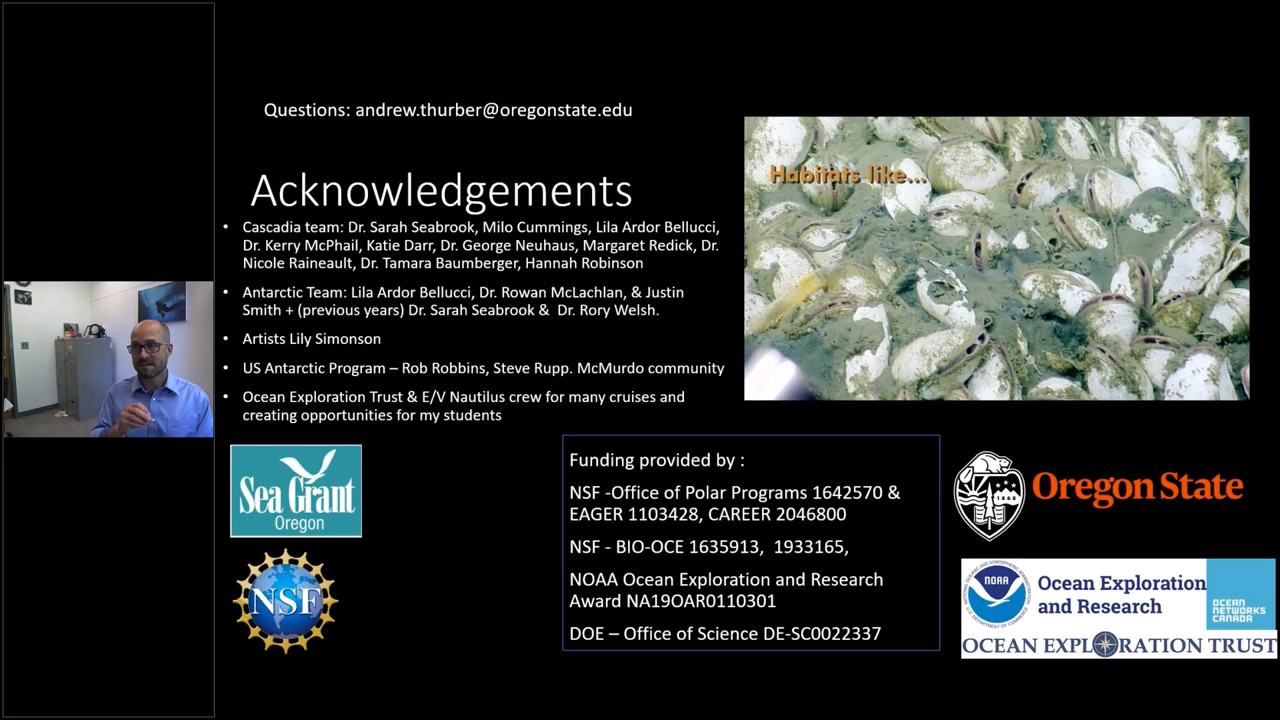 Questions: andrew.thurber@oregonstate.edu
Acknowledgements
• Cascadia team: Dr. Sarah Seabrook, Milo Cummings, Lila Ardor Bellucci,
Dr. Kerry McPhail, Katie Darr, Dr. George Neuhaus, Margaret Redick, Dr.
Nicole Raineault, Dr. Tamara Baumberger, Hannah Robinson
• Antarctic Team: Lila Ardor Bellucci, Dr. Rowan McLachlan, & Justin
Smith + (previous years) Dr. Sarah Seabrook & Dr. Rory Welsh.
• Artists Lily Simonson
• US Antarctic Program – Rob Robbins, Steve Rupp. McMurdo community
• Ocean Exploration Trust & E/V Nautilus crew for many cruises and
creating opportunities for my students
Habitats like...
Sea Grant
Oregon
NSF
Funding provided by :
NSF -Office of Polar Programs 1642570 &
EAGER 1103428, CAREER 2046800
NSF - BIO-OCE 1635913, 1933165,
NOAA Ocean Exploration and Research
Award NA19OAR0110301
DOE – Office of Science DE-SC0022337
Oregon State
NOAA
Ocean Exploration
and Research
OCEAN
NETWORKS
CANADA
OCEAN EXPLORATION TRUST